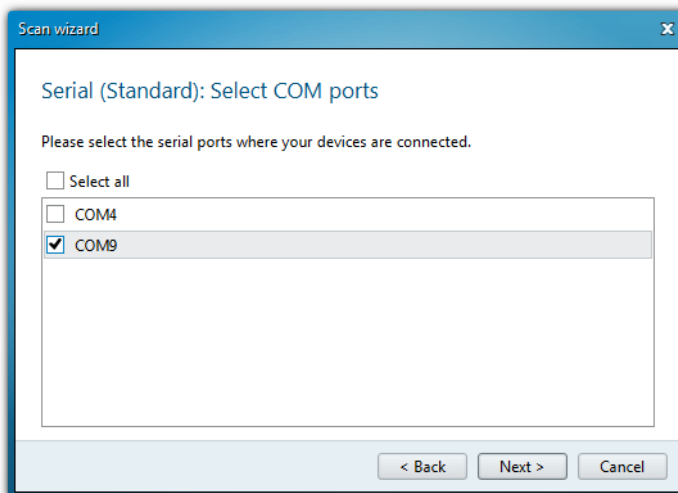 Scan wizard
Serial (Standard): Select COM ports
Please select the serial ports where your devices are connected.
Select all
COM4
COM9
< Back Next > Cancel